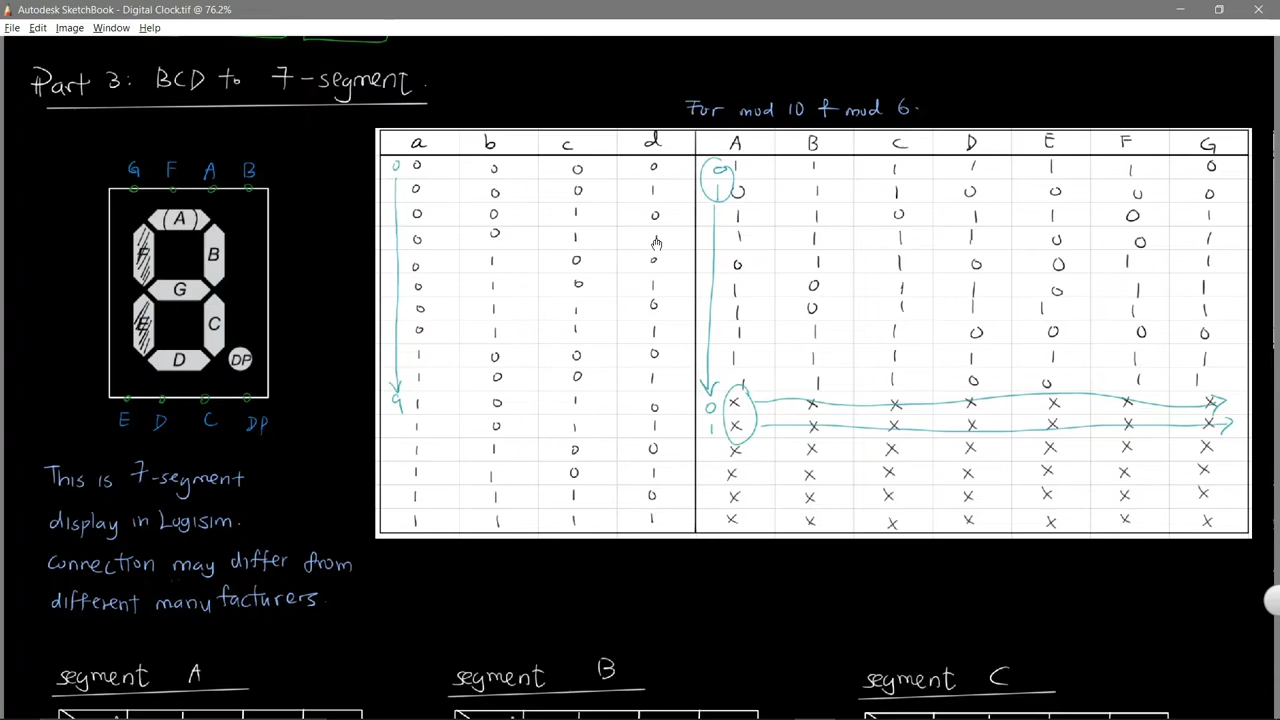 Autodesk SketchBook - Digital Clock.tif @ 76.2%
File Edit Image Window Help
Part 3: BCD to 7-segment.
For mod 10 & mod 6.
G F A B
(A)
F B
G
E C
D DP
E D C DP
This is 7-segment
display in Logisim.
connection may differ from
different manufacturers.
a b c d A B C D E F G
0 0 0 0 0 0 1 1 1 1 1 1 0
0 0 0 1 1 0 1 1 0 0 0 0
0 0 1 0 1 1 0 1 1 0 1
0 0 1 1 1 1 1 1 0 0 1
0 1 0 0 0 1 1 0 0 1 1
0 1 0 1 1 0 1 1 0 1 1
0 1 1 0 1 0 1 1 1 1 1
0 1 1 1 1 1 1 0 0 0 0
1 0 0 0 1 1 1 1 1 1 1
1 0 0 1 1 1 1 0 0 1 1
9 1 0 1 0 0 x x x x x x x
1 0 1 1 1 x x x x x x x
1 1 0 0 x x x x x x x
1 1 0 1 x x x x x x x
1 1 1 0 x x x x x x x
1 1 1 1 x x x x x x x
segment A
segment B
segment C